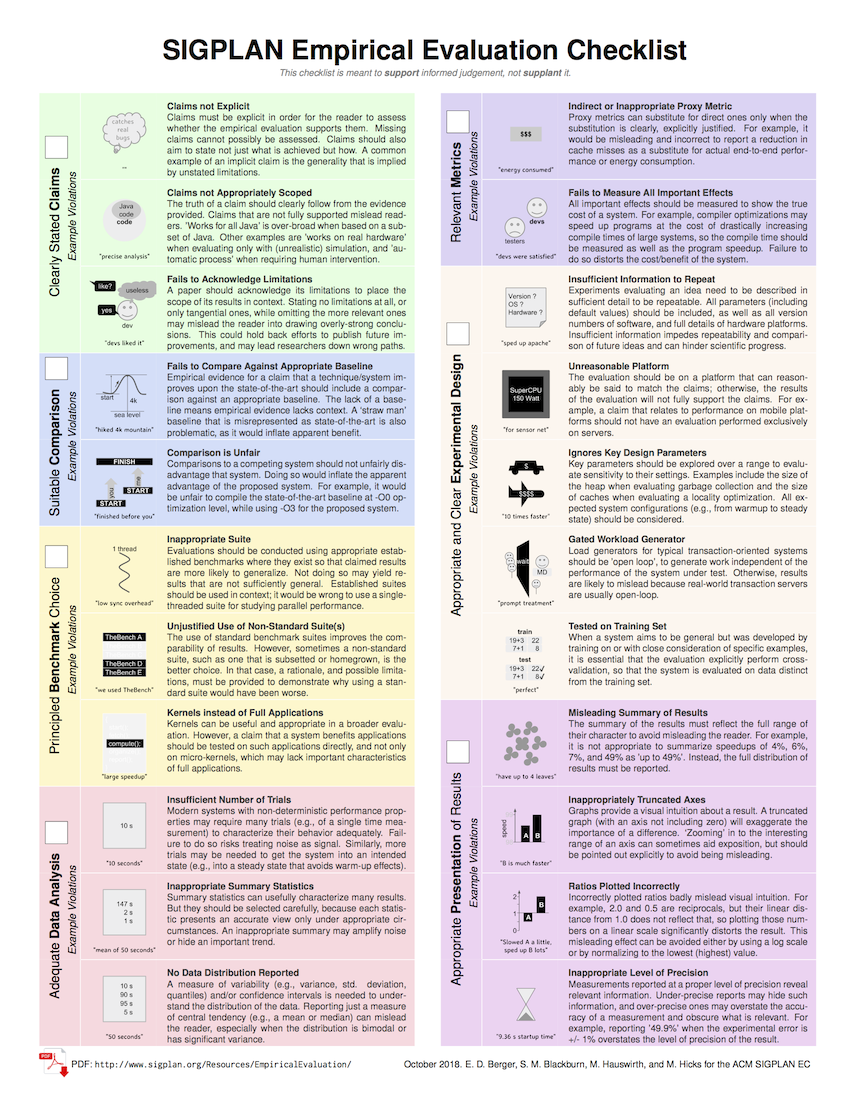 SIGPLAN Empirical Evaluation Checklist
This checklist is meant to support informed judgement, not supplant it.
Clearly Stated Claims
Example Violations
catches
real
bugs
...
Claims not Explicit
Claims must be explicit in order for the reader to assess
whether the empirical evaluation supports them. Missing
claims cannot possibly be assessed. Claims should also
aim to state not just what is achieved but how. A common
example of an implicit claim is the generality that is implied
by unstated limitations.
Java
code
code
"precise analysis"
Claims not Appropriately Scoped
The truth of a claim should clearly follow from the evidence
provided. Claims that are not fully supported mislead read-
ers. 'Works for all Java' is over-broad when based on a sub-
set of Java. Other examples are 'works on real hardware'
when evaluating only with (unrealistic) simulation, and 'au-
tomatic process' when requiring human intervention.
like?
useless
yes
dev
"devs liked it"
Fails to Acknowledge Limitations
A paper should acknowledge its limitations to place the
scope of its results in context. Stating no limitations at all, or
only tangential ones, while omitting the more relevant ones
may mislead the reader into drawing overly-strong conclu-
sions. This could hold back efforts to publish future im-
provements, and may lead researchers down wrong paths.
Suitable Comparison
Example Violations
start
4k
sea level
"hiked 4k mountain"
Fails to Compare Against Appropriate Baseline
Empirical evidence for a claim that a technique/system im-
proves upon the state-of-the-art should include a compar-
ison against an appropriate baseline. The lack of a base-
line means empirical evidence lacks context. A 'straw man'
baseline that is misrepresented as state-of-the-art is also
problematic, as it would inflate apparent benefit.
FINISH
you
me
START
START
"finished before you"
Comparison is Unfair
Comparisons to a competing system should not unfairly dis-
advantage that system. Doing so would inflate the apparent
advantage of the proposed system. For example, it would
be unfair to compile the state-of-the-art baseline at -O0 op-
timization level, while using -O3 for the proposed system.
Principled Benchmark Choice
Example Violations
1 thread
"low sync overhead"
Inappropriate Suite
Evaluations should be conducted using appropriate estab-
lished benchmarks where they exist so that claimed results
are more likely to generalize. Not doing so may yield re-
sults that are not sufficiently general. Established suites
should be used in context; it would be wrong to use a single-
threaded suite for studying parallel performance.
TheBench A
TheBench D
TheBench E
"we used TheBench"
Unjustified Use of Non-Standard Suite(s)
The use of standard benchmark suites improves the com-
parability of results. However, sometimes a non-standard
suite, such as one that is subsetted or homegrown, is the
better choice. In that case, a rationale, and possible limita-
tions, must be provided to demonstrate why using a stan-
dard suite would have been worse.
compute();
"large speedup"
Kernels instead of Full Applications
Kernels can be useful and appropriate in a broader evalu-
ation. However, a claim that a system benefits applications
should be tested on such applications directly, and not only
on micro kernels, which may lack important characteristics
of full applications.
Adequate Data Analysis
Example Violations
10 s
"10 seconds"
Insufficient Number of Trials
Modern systems with non-deterministic performance prop-
erties may require many trials (e.g., of a single time mea-
surement) to characterize their behavior adequately. Fail-
ure to do so risks treating noise as signal. Similarly, more
trials may be needed to get the system into an intended
state (e.g., into a steady state that avoids warm-up effects).
147 s
2 s
1 s
"mean of 50 seconds"
Inappropriate Summary Statistics
Summary statistics can usefully characterize many results.
But they should be selected carefully, because each statis-
tic presents an accurate view only under appropriate cir-
cumstances. An inappropriate summary may amplify noise
or hide an important trend.
10 s
90 s
95 s
5 s
"50 seconds"
No Data Distribution Reported
A measure of variability (e.g., variance, std. deviation,
quantiles) and/or confidence intervals is needed to under-
stand the distribution of the data. Reporting just a measure
of central tendency (e.g., a mean or median) can mislead
the reader, especially when the distribution is bimodal or
has significant variance.
Relevant Metrics
Example Violations
$$$
"energy consumed"
Indirect or Inappropriate Proxy Metric
Proxy metrics can substitute for direct ones only when the
substitution is clearly, explicitly justified. For example, it
would be misleading and incorrect to report a reduction in
cache misses as a substitute for actual end-to-end perfor-
mance or energy consumption.
devs
testers
"devs were satisfied"
Fails to Measure All Important Effects
All important effects should be measured to show the true
cost of a system. For example, compiler optimizations may
speed up programs at the cost of drastically increasing
compile times of large systems, so the compile time should
be measured as well as the program speedup. Failure to
do so distorts the cost/benefit of the system.
Appropriate and Clear Experimental Design
Example Violations
Version ?
OS ?
Hardware ?
"sped up apache"
Insufficient Information to Repeat
Experiments evaluating an idea need to be described in
sufficient detail to be repeatable. All parameters (including
default values) should be included, as well as all version
numbers of software, and full details of hardware platforms.
Insufficient information impedes repeatability and compari-
son of future ideas and can hinder scientific progress.
SuperCPU
150 Watt
"for sensor net"
Unreasonable Platform
The evaluation should be on a platform that can reason-
ably be said to match the claims; otherwise, the results
of the evaluation will not fully support the claims. For ex-
ample, a claim that relates to performance on mobile plat-
forms should not have an evaluation performed exclusively
on servers.
$
$$$$
"10 times faster"
Ignores Key Design Parameters
Key parameters should be explored over a range to evalu-
ate sensitivity to their settings. Examples include the size of
the heap when evaluating garbage collection and the size
of caches when evaluating a locality optimization. All ex-
pected system configurations (e.g., from warmup to steady
state) should be considered.
wait
MD
"prompt treatment"
Gated Workload Generator
Load generators for typical transaction-oriented systems
should be 'open loop', to generate work independent of the
performance of the system under test. Otherwise, results
are likely to mislead because real-world transaction servers
are usually open-loop.
train
19+3 22
7+1 8
test
19+3 22✓
7+1 8✓
"perfect"
Tested on Training Set
When a system aims to be general but was developed by
training on or with close consideration of specific examples,
it is essential that the evaluation explicitly perform cross-
validation, so that the system is evaluated on data distinct
from the training set.
Appropriate Presentation of Results
Example Violations
"have up to 4 leaves"
Misleading Summary of Results
The summary of the results must reflect the full range of
their character to avoid misleading the reader. For example,
it is not appropriate to summarize speedups of 4%, 6%,
7%, and 49% as 'up to 49%'. Instead, the full distribution of
results must be reported.
speed
A
B
"B is much faster"
Inappropriately Truncated Axes
Graphs provide a visual intuition about a result. A truncated
graph (with an axis not including zero) will exaggerate the
importance of a difference. 'Zooming' in to the interesting
range of an axis can sometimes aid exposition, but should
be pointed out explicitly to avoid being misleading.
2
1
0
A
B
"Slowed A a little,
sped up B lots"
Ratios Plotted Incorrectly
Incorrectly plotted ratios badly mislead visual intuition. For
example, 2.0 and 0.5 are reciprocals, but their linear dis-
tance from 1.0 does not reflect that, so plotting those num-
bers on a linear scale significantly distorts the result. This
misleading effect can be avoided either by using a log scale
or by normalizing to the lowest (highest) value.
"9.36 s startup time"
Inappropriate Level of Precision
Measurements reported at a proper level of precision reveal
relevant information. Under-precise reports may hide such
information, and over-precise ones may overstate the accu-
racy of a measurement and obscure what is relevant. For
example, reporting '49.9%' when the experimental error is
+/- 1% overstates the level of precision of the result.
PDF
PDF: http://www.sigplan.org/Resources/EmpiricalEvaluation/
October 2018. E. D. Berger, S. M. Blackburn, M. Hauswirth, and M. Hicks for the ACM SIGPLAN EC